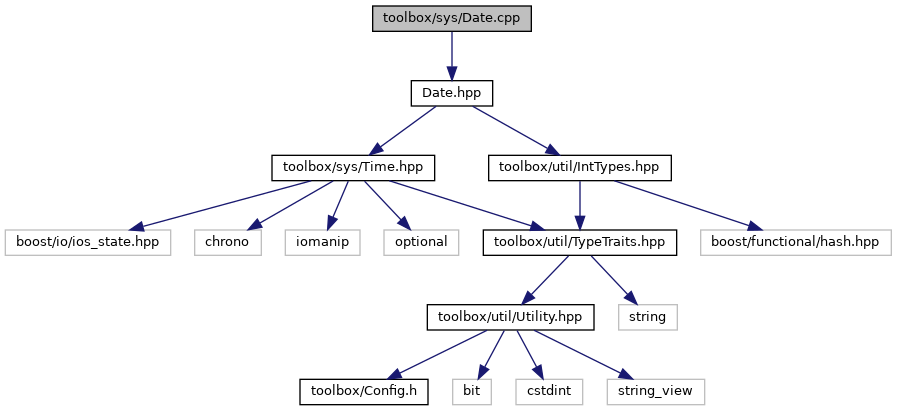 toolbox/sys/Date.cpp
Date.hpp
toolbox/sys/Time.hpp
toolbox/util/IntTypes.hpp
boost/io/ios_state.hpp
chrono
iomanip
optional
toolbox/util/TypeTraits.hpp
boost/functional/hash.hpp
toolbox/util/Utility.hpp
string
toolbox/Config.h
bit
cstdint
string_view